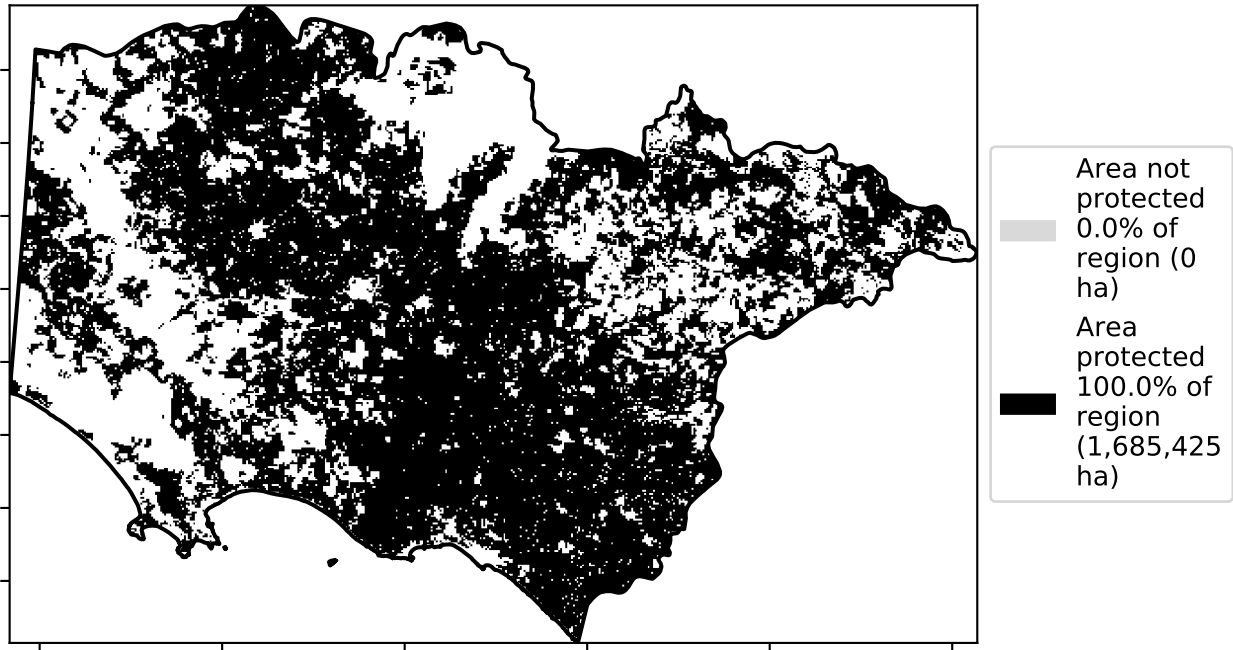 Area not
protected
0.0% of
region (0
ha)
Area
protected
100.0% of
region
(1,685,425
ha)